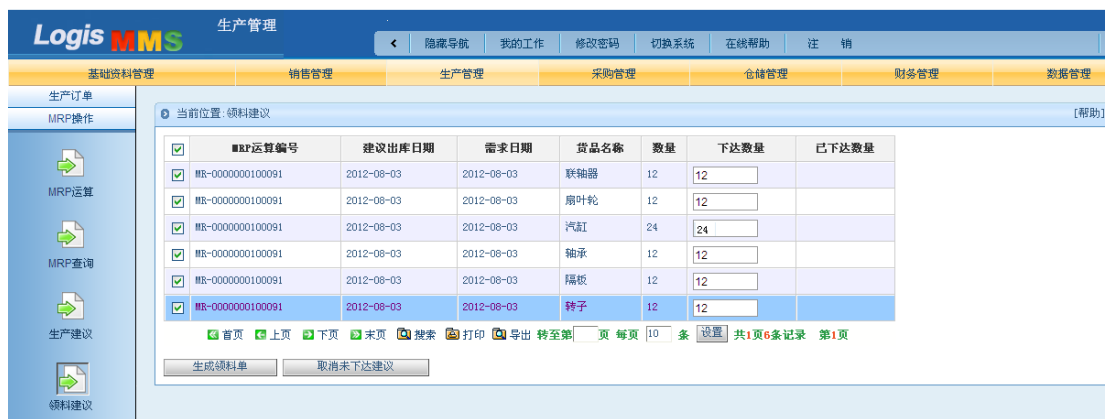 Logis MMS
生产管理
隐藏导航 我的工作 修改密码 切换系统 在线帮助 注 销
基础资料管理 销售管理 生产管理 采购管理 仓储管理 财务管理 数据管理
生产订单
MRP操作
MRP运算
MRP查询
生产建议
领料建议
当前位置:领料建议 [帮助]
MRP运算编号 建议出库日期 需求日期 货品名称 数量 下达数量 已下达数量
MR-0000000100091 2012-08-03 2012-08-03 联轴器 12 12
MR-0000000100091 2012-08-03 2012-08-03 扇叶轮 12 12
MR-0000000100091 2012-08-03 2012-08-03 汽缸 24 24
MR-0000000100091 2012-08-03 2012-08-03 轴承 12 12
MR-0000000100091 2012-08-03 2012-08-03 隔板 12 12
MR-0000000100091 2012-08-03 2012-08-03 转子 12 12
首页 上页 下页 末页 搜索 打印 导出 转至第 页 每页 10 条 设置 共1页6条记录 第1页
生成领料单 取消未下达建议